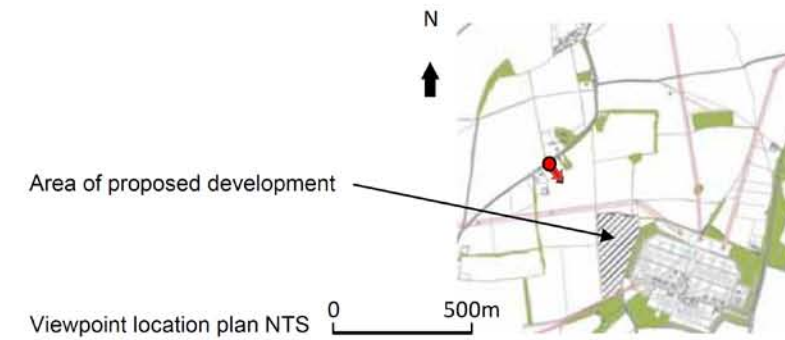 N
Area of proposed development
Viewpoint location plan NTS
0 500m